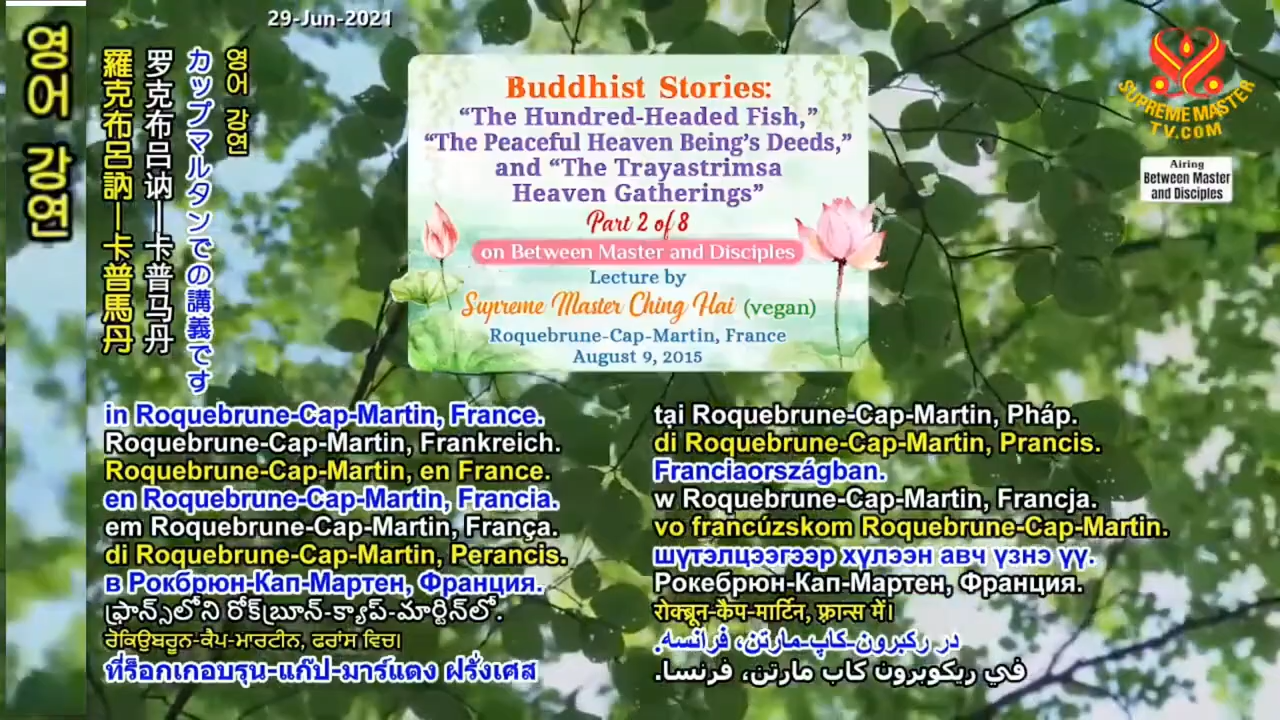 29-Jun-2021
영어 강연
羅克布呂訥—卡普馬丹
罗克布吕讷—卡普马丹
カップマルタンでの講義です
영어 강연
Buddhist Stories:
“The Hundred-Headed Fish,”
“The Peaceful Heaven Being’s Deeds,”
and “The Trayastrimsa
Heaven Gatherings”
Part 2 of 8
on Between Master and Disciples
Lecture by
Supreme Master Ching Hai (vegan)
Roquebrune-Cap-Martin, France
August 9, 2015
SUPREME MASTER
TV.COM
Airing
Between Master
and Disciples
in Roquebrune-Cap-Martin, France.
Roquebrune-Cap-Martin, Frankreich.
Roquebrune-Cap-Martin, en France.
en Roquebrune-Cap-Martin, Francia.
em Roquebrune-Cap-Martin, França.
di Roquebrune-Cap-Martin, Perancis.
в Рокбрюн-Кап-Мартен, Франция.
ఫ్రాన్స్‌లోని రోక్‌బ్రూన్-క్యాప్-మార్టిన్‌లో.
ਰੋਕਿਉਬਰੂਨ-ਕੈਪ-ਮਾਰਟੀਨ, ਫਰਾਂਸ ਵਿਚ।
ที่ร็อกเกอบรุน-แก๊ป-มาร์แตง ฝรั่งเศส
tại Roquebrune-Cap-Martin, Pháp.
di Roquebrune-Cap-Martin, Prancis.
Franciaországban.
w Roquebrune-Cap-Martin, Francja.
vo francúzskom Roquebrune-Cap-Martin.
шүтэлцээгээр хүлээн авч үзнэ үү.
Рокебрюн-Кап-Мартен, Франция.
रोक्ब्रून-कैप-मार्टिन, फ़्रान्स में।
در رکبرون-کاپ-مارتن، فرانسه.
في ريكوبرون كاب مارتن، فرنسا.